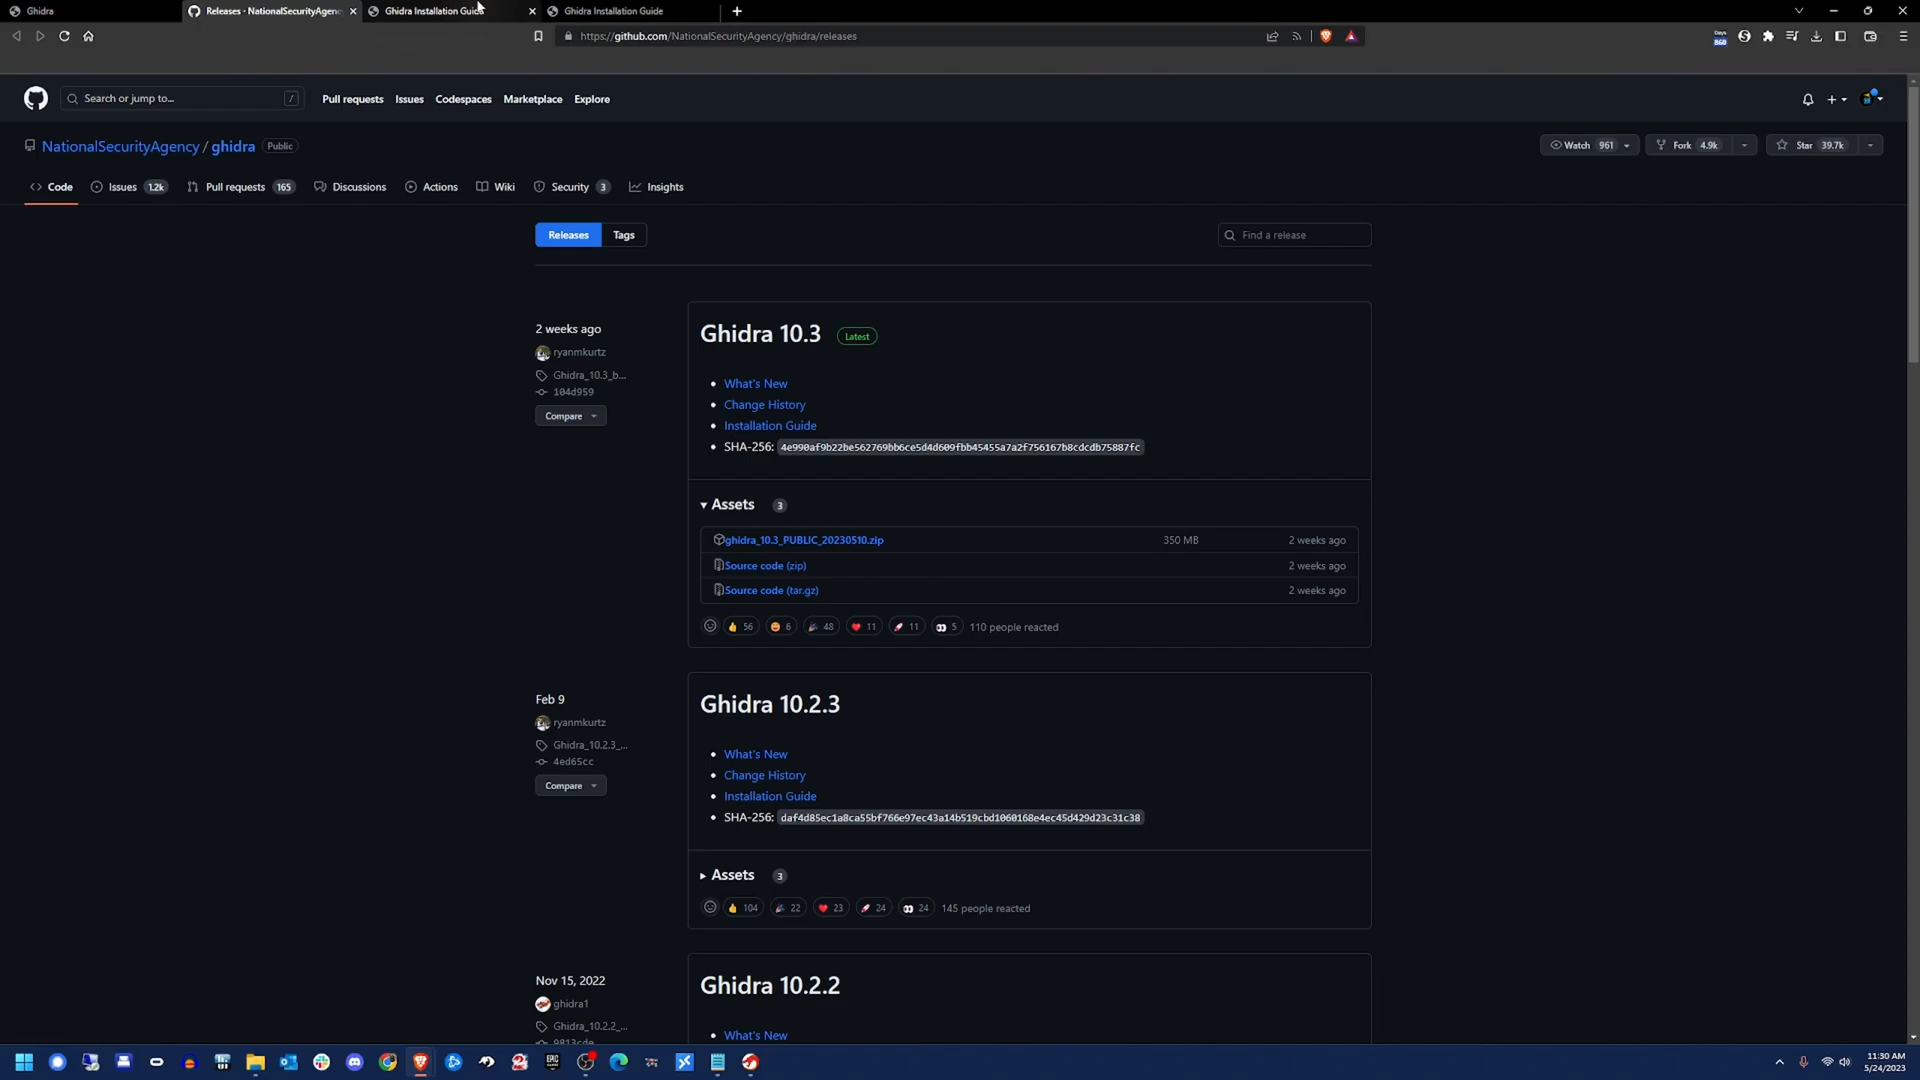 Ghidra
Releases · NationalSecurityAgenc
Ghidra Installation Guide
Ghidra Installation Guide
https://github.com/NationalSecurityAgency/ghidra/releases
Search or jump to... /
Pull requests Issues Codespaces Marketplace Explore
NationalSecurityAgency / ghidra Public
Watch 961 Fork 4.9k Star 39.7k
Code Issues 1.2k Pull requests 165 Discussions Actions Wiki Security 3 Insights
Releases Tags
Find a release
2 weeks ago
ryanmkurtz
Ghidra_10.3_b...
104d959
Compare
Ghidra 10.3 Latest
What's New
Change History
Installation Guide
SHA-256: 4e990af9b22be562769bb6ce5d4d609fbb45455a7a2f756167b8cdcdb75887fc
Assets 3
ghidra_10.3_PUBLIC_20230510.zip 350 MB 2 weeks ago
Source code (zip) 2 weeks ago
Source code (tar.gz) 2 weeks ago
56 6 48 11 11 5 110 people reacted
Feb 9
ryanmkurtz
Ghidra_10.2.3_...
4ed65cc
Compare
Ghidra 10.2.3
What's New
Change History
Installation Guide
SHA-256: daf4d85ec1a8ca55bf766e97ec43a14b519cbd1060168e4ec45d429d23c31c38
Assets 3
104 22 23 24 24 145 people reacted
Nov 15, 2022
ghidra1
Ghidra_10.2.2_...
9813cde
Ghidra 10.2.2
What's New
11:30 AM
5/24/2023